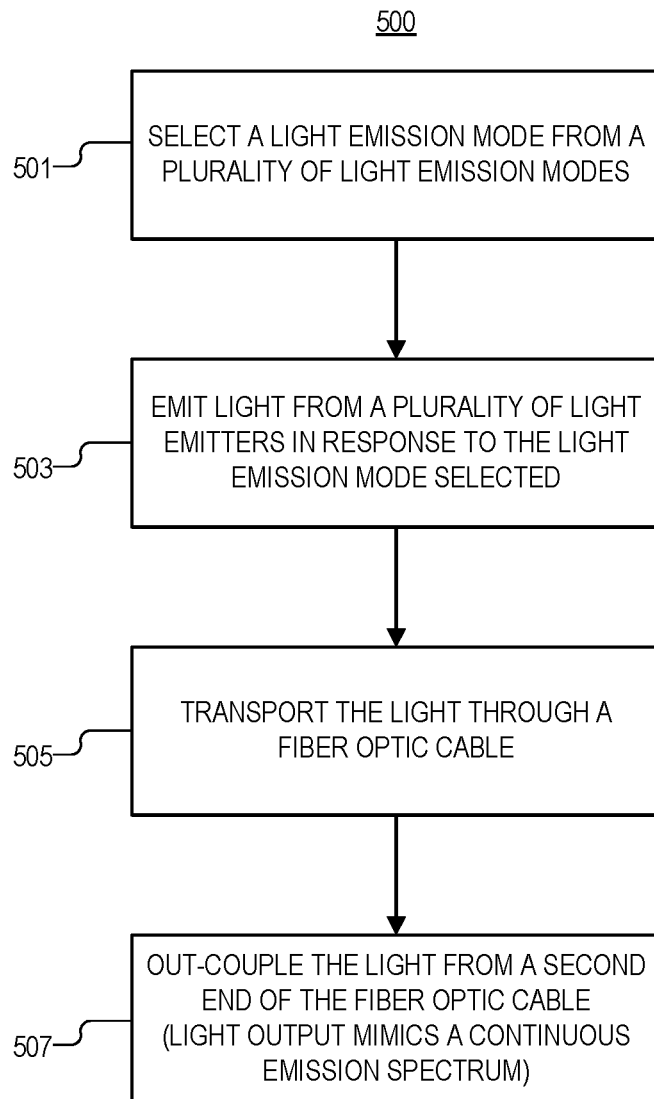 500
501
SELECT A LIGHT EMISSION MODE FROM A
PLURALITY OF LIGHT EMISSION MODES
503
EMIT LIGHT FROM A PLURALITY OF LIGHT
EMITTERS IN RESPONSE TO THE LIGHT
EMISSION MODE SELECTED
505
TRANSPORT THE LIGHT THROUGH A
FIBER OPTIC CABLE
507
OUT-COUPLE THE LIGHT FROM A SECOND
END OF THE FIBER OPTIC CABLE
(LIGHT OUTPUT MIMICS A CONTINUOUS
EMISSION SPECTRUM)